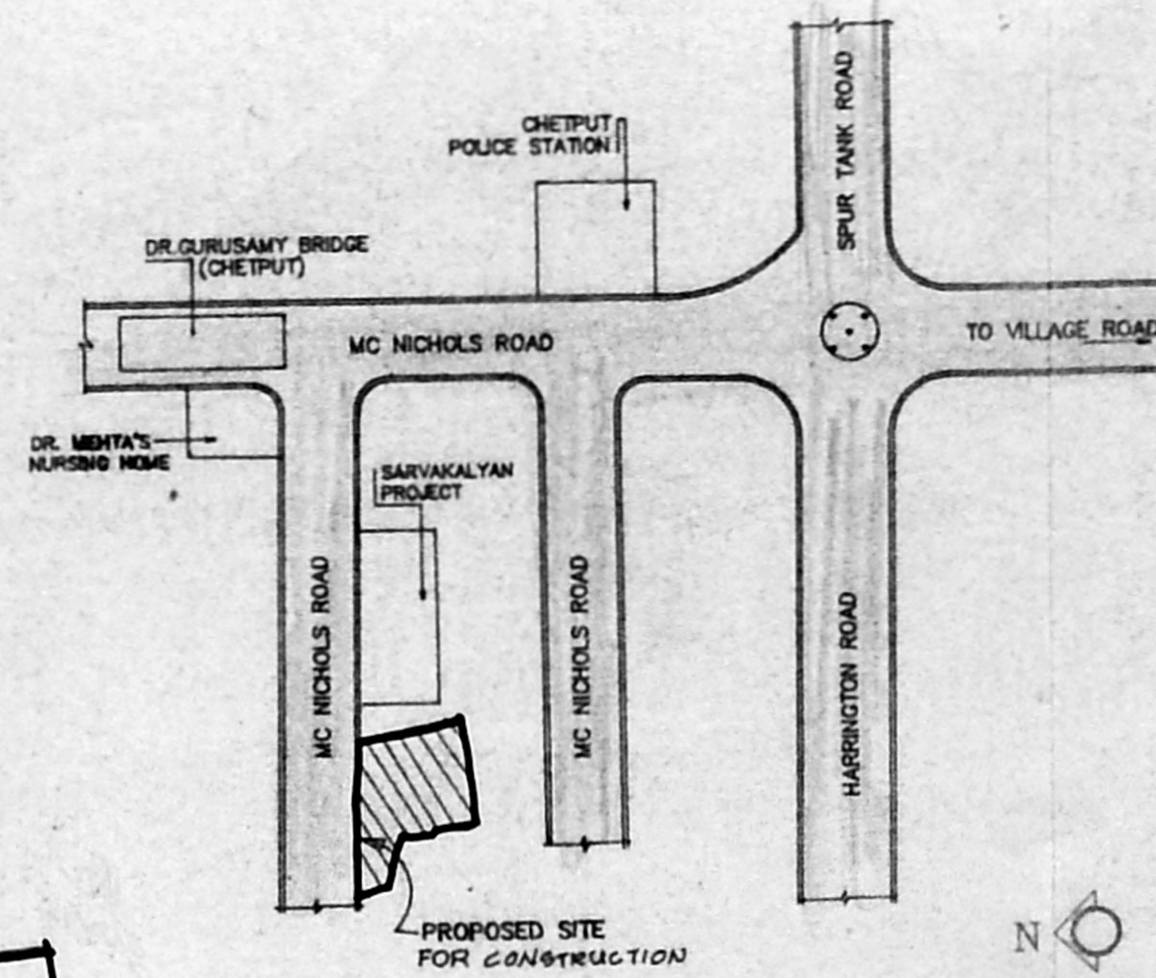 SPUR TANK ROAD
CHETPUT
POLICE STATION
DR.GURUSAMY BRIDGE
(CHETPUT)
MC NICHOLS ROAD
TO VILLAGE ROAD
DR. MEHTA'S
NURSING HOME
SARVAKALYAN
PROJECT
MC NICHOLS ROAD
MC NICHOLS ROAD
HARRINGTON ROAD
PROPOSED SITE
FOR CONSTRUCTION
N